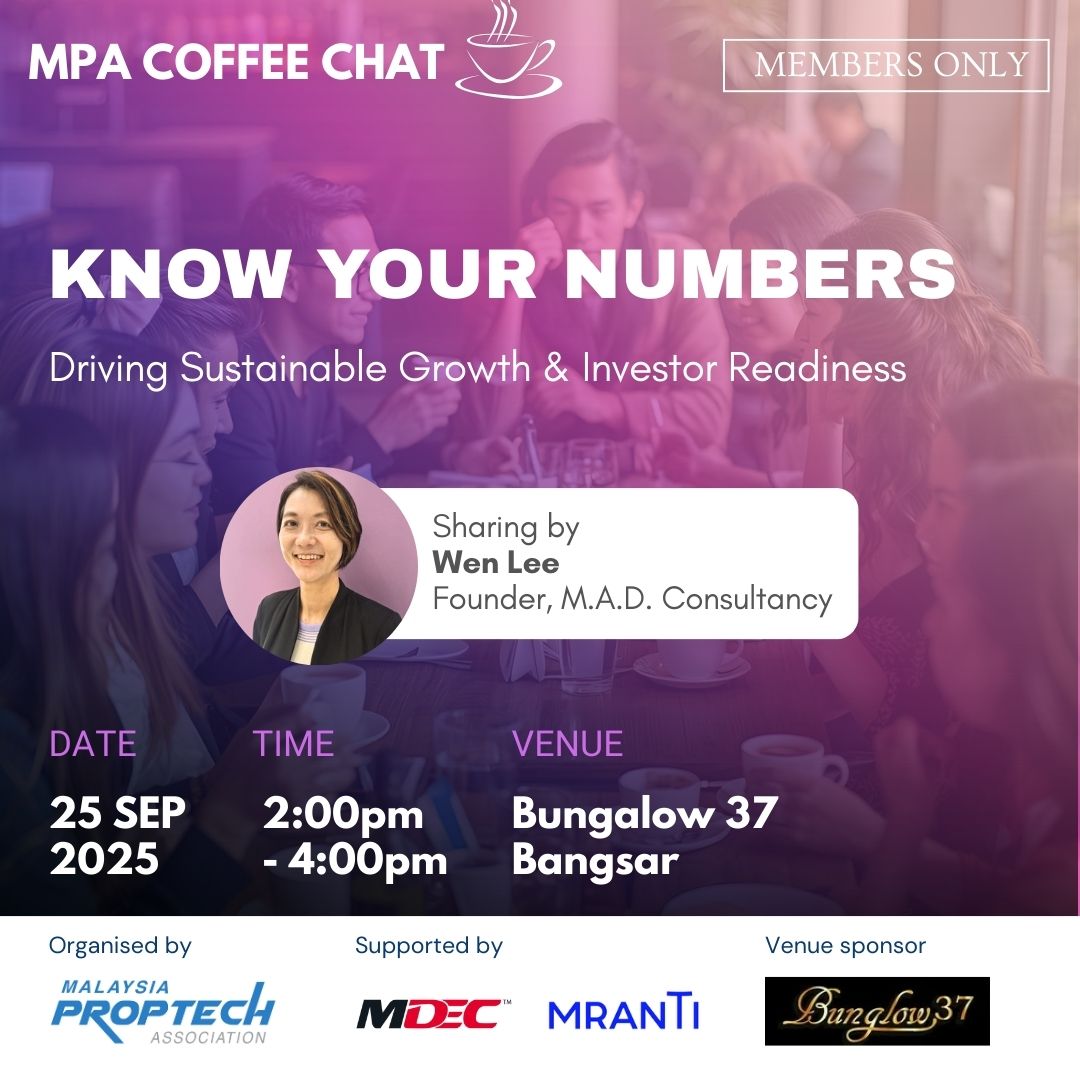 MPA COFFEE CHAT
MEMBERS ONLY
KNOW YOUR NUMBERS
Driving Sustainable Growth & Investor Readiness
Sharing by
Wen Lee
Founder, M.A.D. Consultancy
DATE
25 SEP
2025
TIME
2:00pm
- 4:00pm
VENUE
Bungalow 37
Bangsar
Organised by
MALAYSIA
PROPTECH
ASSOCIATION
Supported by
MDEC™
MRANTI
Venue sponsor
Bunglow37